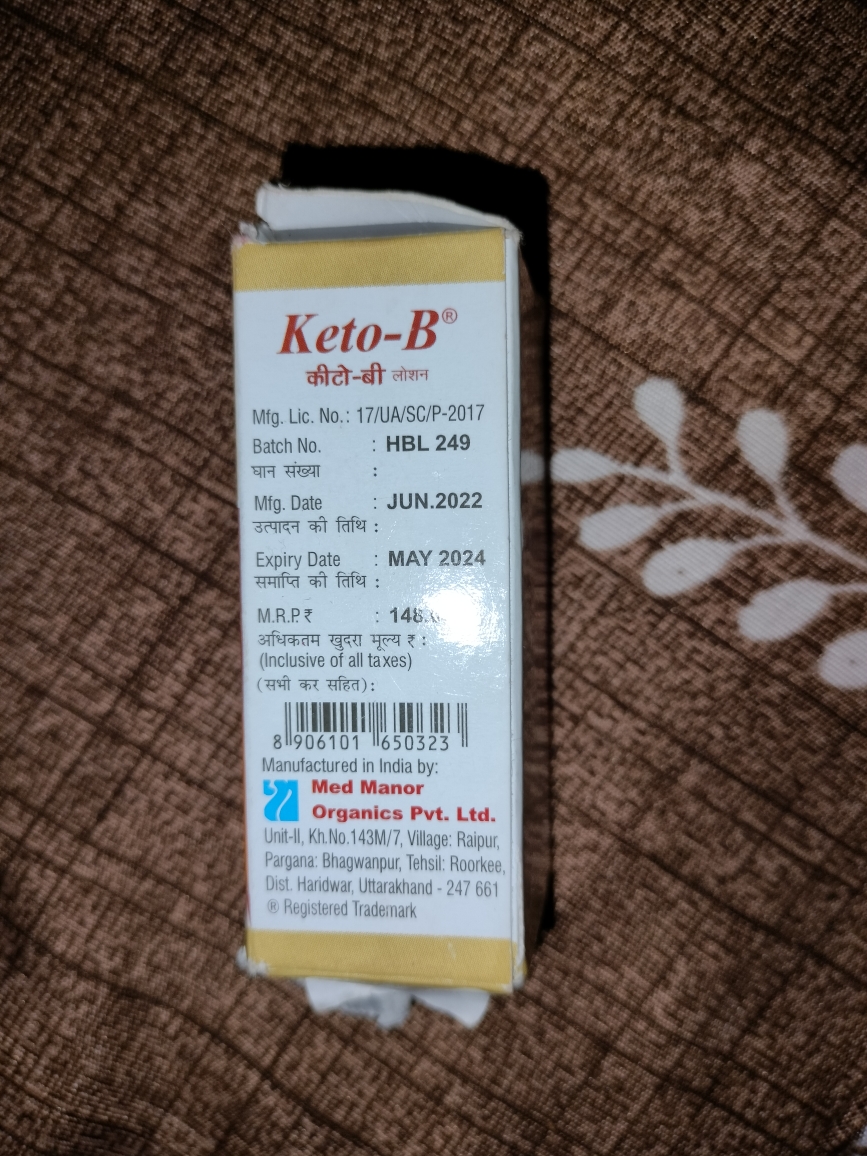 Keto-B®
कीटो-बी लोशन
Mfg. Lic. No.: 17/UA/SC/P-2017
Batch No. : HBL 249
घान संख्या :
Mfg. Date : JUN.2022
उत्पादन की तिथि :
Expiry Date : MAY 2024
समाप्ति की तिथि :
M.R.P. ₹ : 148.
अधिकतम खुदरा मूल्य ₹ :
(Inclusive of all taxes)
(सभी कर सहित):
8 906101 650323
Manufactured in India by:
Med Manor
Organics Pvt. Ltd.
Unit-II, Kh.No.143M/7, Village: Raipur,
Pargana: Bhagwanpur, Tehsil: Roorkee,
Dist. Haridwar, Uttarakhand - 247 661
® Registered Trademark